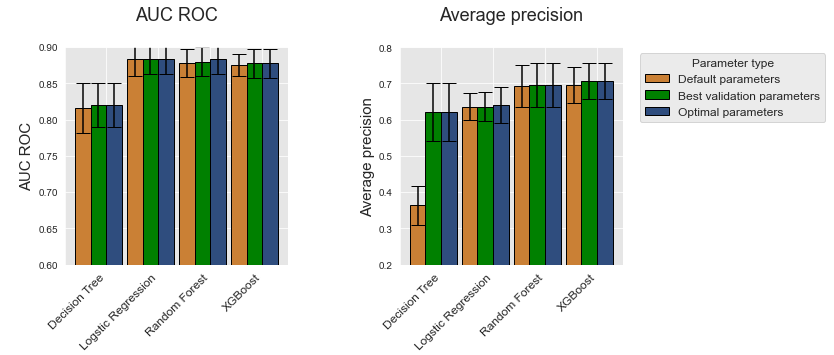 AUC ROC
AUC ROC
0.90
0.85
0.80
0.75
0.70
0.65
0.60
Decision Tree
Logstic Regression
Random Forest
XGBoost
Average precision
Average precision
0.8
0.7
0.6
0.5
0.4
0.3
0.2
Decision Tree
Logstic Regression
Random Forest
XGBoost
Parameter type
Default parameters
Best validation parameters
Optimal parameters